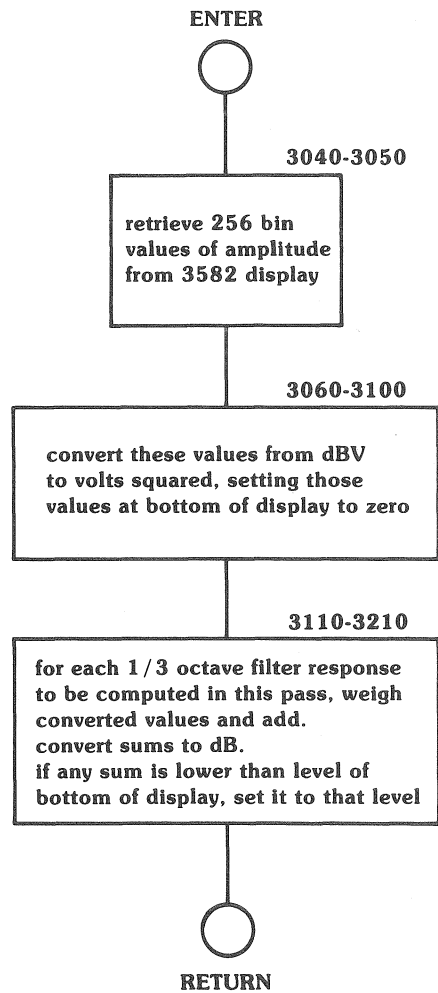 ENTER
3040-3050
retrieve 256 bin
values of amplitude
from 3582 display
3060-3100
convert these values from dBV
to volts squared, setting those
values at bottom of display to zero
3110-3210
for each 1/3 octave filter response
to be computed in this pass, weigh
converted values and add.
convert sums to dB.
if any sum is lower than level of
bottom of display, set it to that level
RETURN